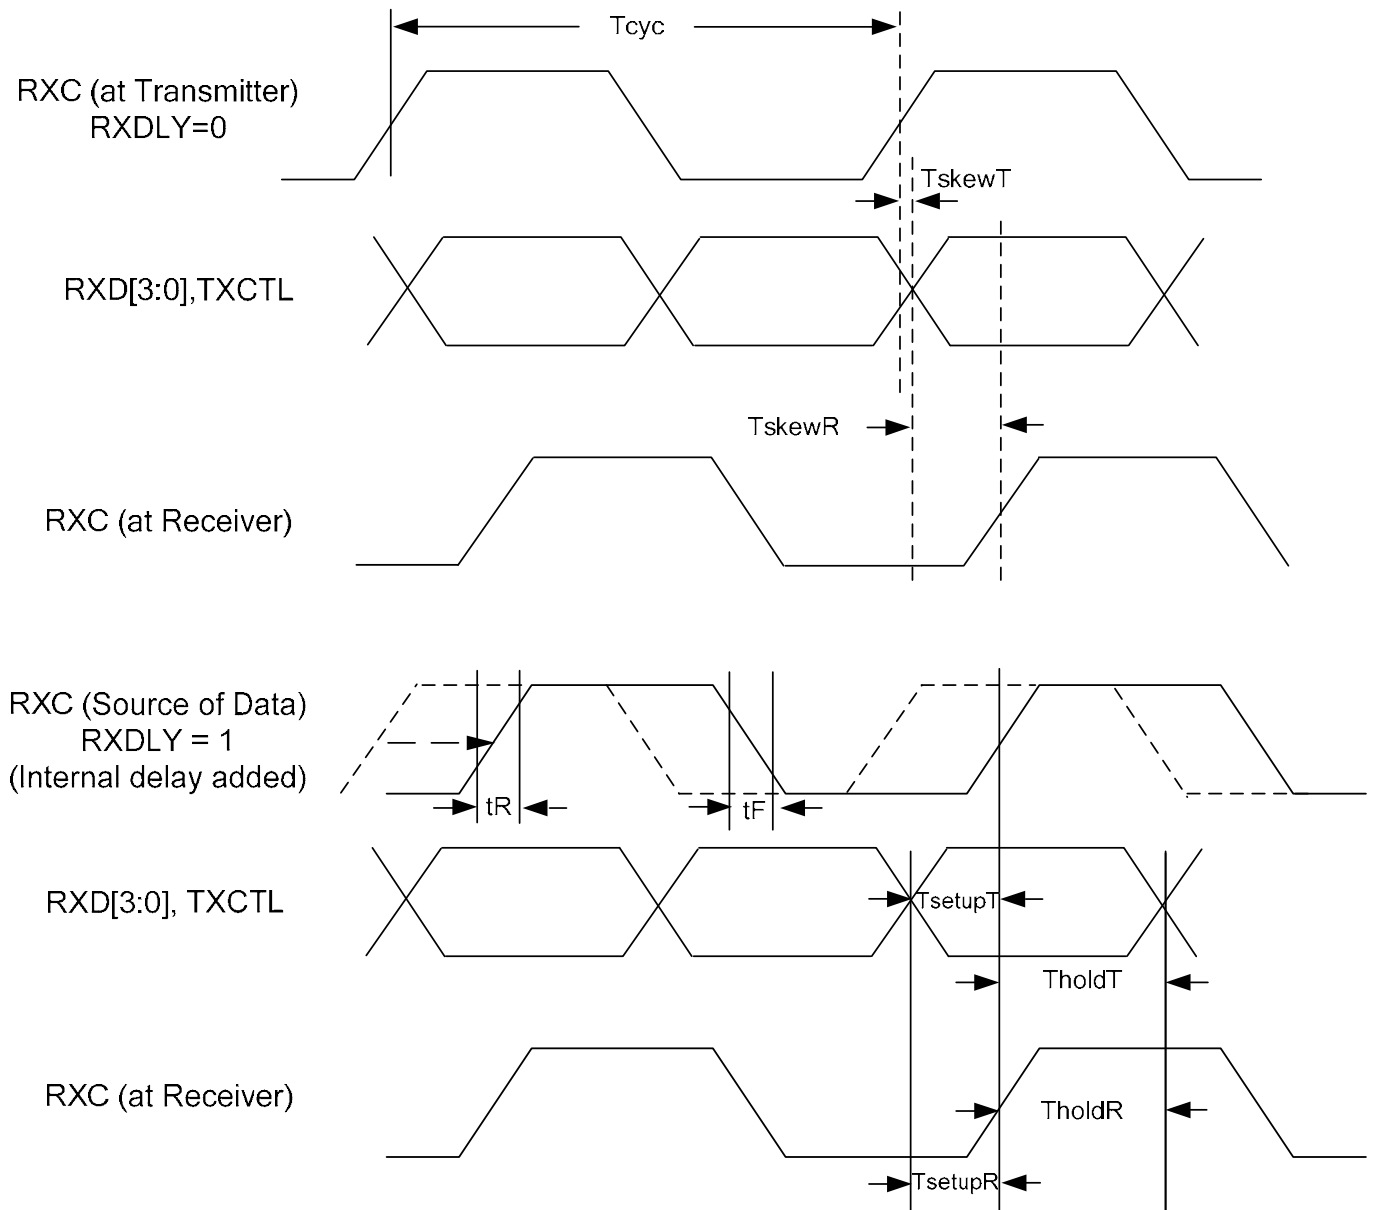 Tcyc
RXC (at Transmitter)
RXDLY=0
TskewT
RXD[3:0],TXCTL
TskewR
RXC (at Receiver)
RXC (Source of Data)
RXDLY = 1
(Internal delay added)
tR
tF
RXD[3:0], TXCTL
TsetupT
TholdT
RXC (at Receiver)
TholdR
TsetupR